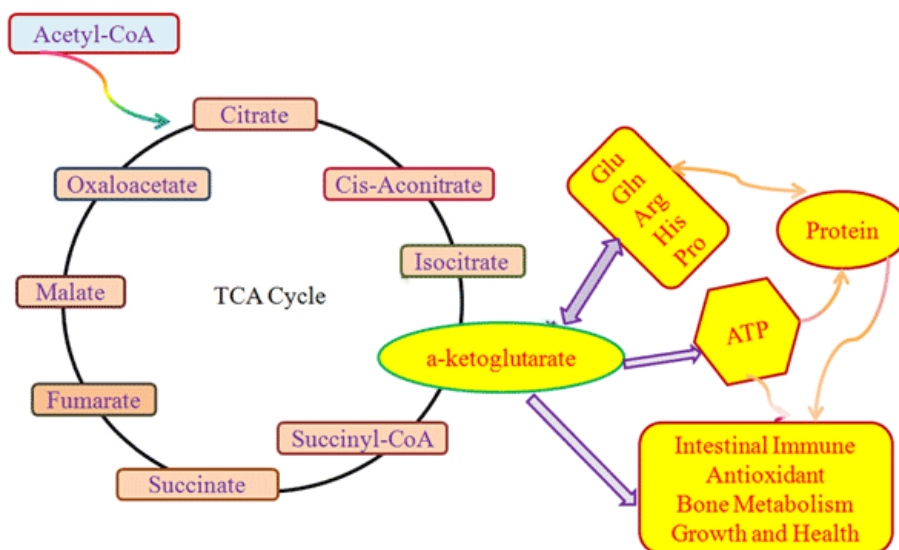 Acetyl-CoA
Citrate
Oxaloacetate
Cis-Aconitrate
Isocitrate
Malate
TCA Cycle
a-ketoglutarate
Fumarate
Succinyl-CoA
Succinate
Glu
Gln
Arg
His
Pro
Protein
ATP
Intestinal Immune
Antioxidant
Bone Metabolism
Growth and Health